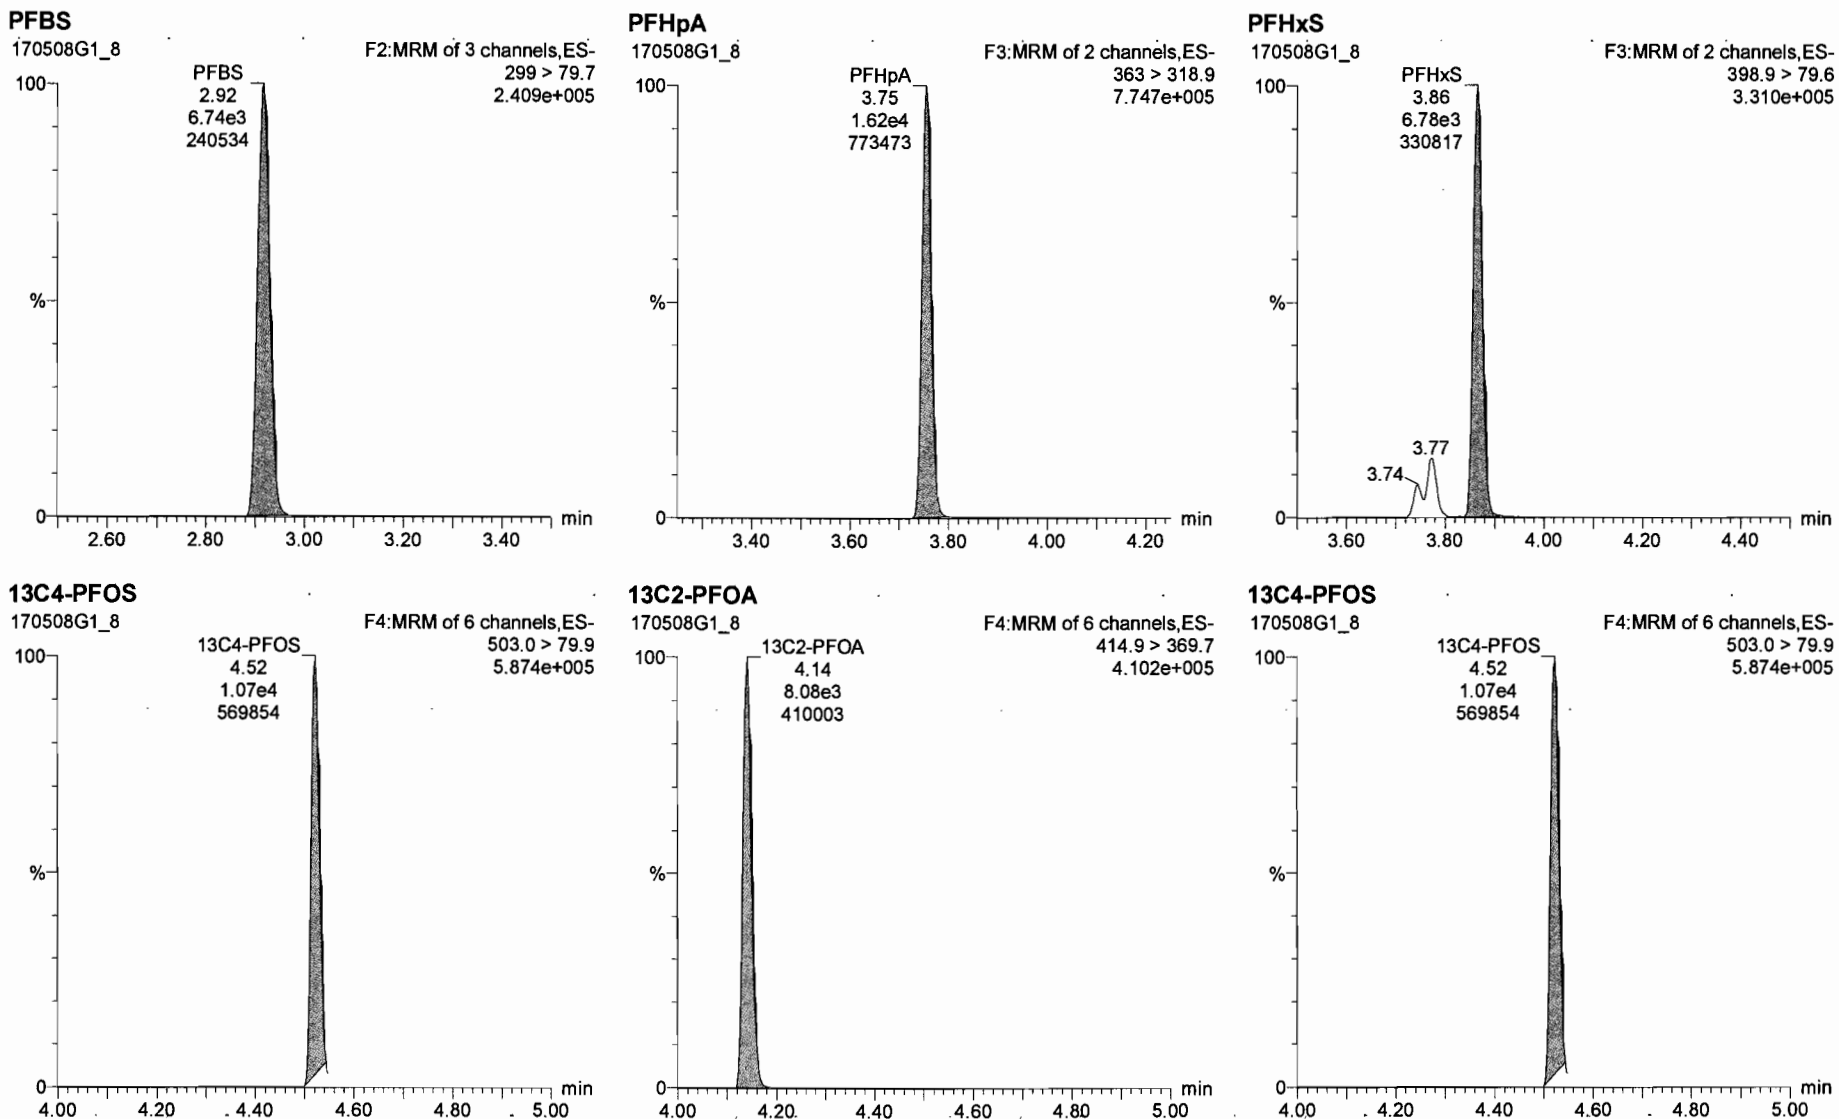 PFBS
170508G1_8
F2:MRM of 3 channels,ES-
299 > 79.7
2.409e+005
PFBS
2.92
6.74e3
240534
100
%
0
min
2.60 2.80 3.00 3.20 3.40
PFHpA
170508G1_8
F3:MRM of 2 channels,ES-
363 > 318.9
7.747e+005
PFHpA
3.75
1.62e4
773473
100
%
0
min
3.40 3.60 3.80 4.00 4.20
PFHxS
170508G1_8
F3:MRM of 2 channels,ES-
398.9 > 79.6
3.310e+005
PFHxS
3.86
6.78e3
330817
100
%
3.77
3.74
0
min
3.60 3.80 4.00 4.20 4.40
13C4-PFOS
170508G1_8
F4:MRM of 6 channels,ES-
503.0 > 79.9
5.874e+005
13C4-PFOS
4.52
1.07e4
569854
100
%
0
min
4.00 4.20 4.40 4.60 4.80 5.00
13C2-PFOA
170508G1_8
F4:MRM of 6 channels,ES-
414.9 > 369.7
4.102e+005
13C2-PFOA
4.14
8.08e3
410003
100
%
0
min
4.00 4.20 4.40 4.60 4.80 5.00
13C4-PFOS
170508G1_8
F4:MRM of 6 channels,ES-
503.0 > 79.9
5.874e+005
13C4-PFOS
4.52
1.07e4
569854
100
%
0
min
4.00 4.20 4.40 4.60 4.80 5.00